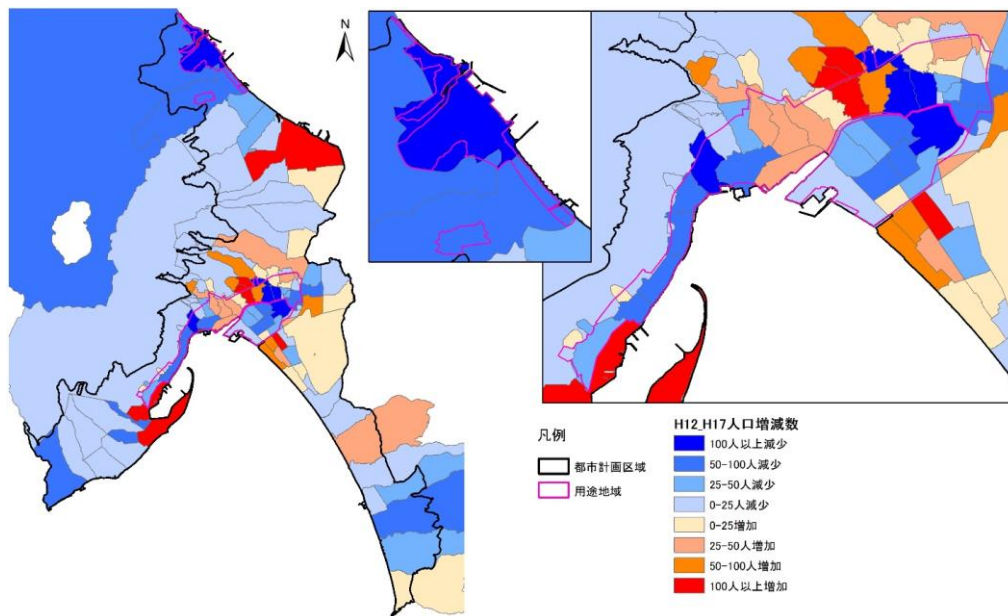 N
凡例
都市計画区域
用途地域
H12_H17人口増減数
100人以上減少
50-100人減少
25-50人減少
0-25人減少
0-25増加
25-50人増加
50-100人増加
100人以上増加